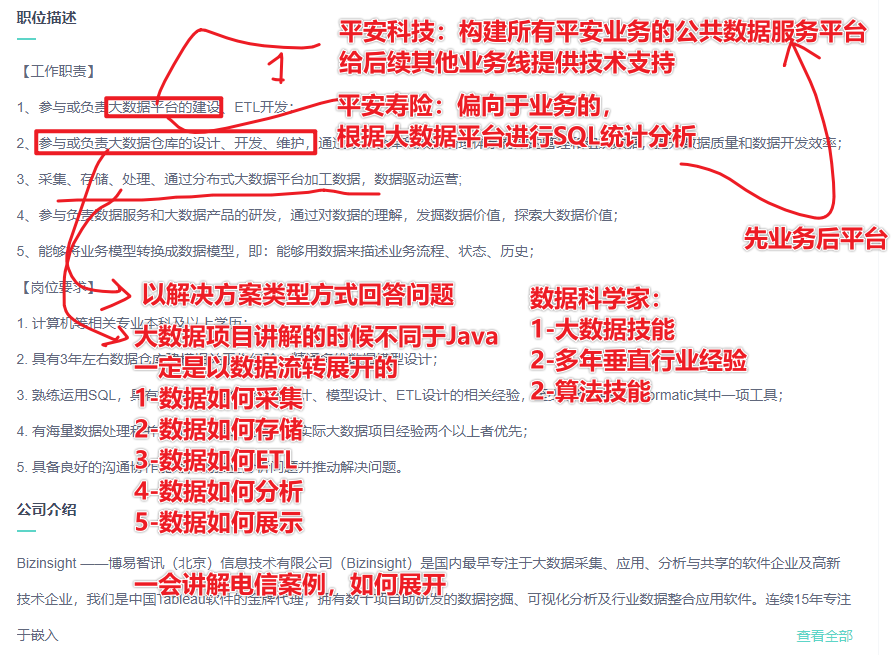 职位描述
平安科技：构建所有平安业务的公共数据服务平台
给后续其他业务线提供技术支持
【工作职责】
1
1、参与或负责大数据平台的建设、ETL开发；
平安寿险：偏向于业务的，
根据大数据平台进行SQL统计分析
2、参与或负责大数据仓库的设计、开发、维护，通过 数据质量和数据开发效率；
3、采集、存储、处理、通过分布式大数据平台加工数据，数据驱动运营；
4、参与负责数据服务和大数据产品的研发，通过对数据的理解，发掘数据价值，探索大数据价值；
先业务后平台
5、能够将业务模型转换成数据模型，即：能够用数据来描述业务流程、状态、历史；
【岗位要求】
以解决方案类型方式回答问题
数据科学家：
1-大数据技能
2-多年垂直行业经验
2-算法技能
1. 计算机等相关专业本科及以上学历；
大数据项目讲解的时候不同于Java
一定是以数据流转展开的
2. 具有3年左右数据仓库 模型设计；
1-数据如何采集
3. 熟练运用SQL， 计、模型设计、ETL设计的相关经验， ormatic其中一项工具；
2-数据如何存储
4. 有海量数据处理 实际大数据项目经验两个以上者优先；
3-数据如何ETL
5. 具备良好的沟通协作 问题并推动解决问题。
4-数据如何分析
5-数据如何展示
公司介绍
Bizinsight ——博易智讯（北京）信息技术有限公司（Bizinsight）是国内最早专注于大数据采集、应用、分析与共享的软件企业及高新
一会讲解电信案例，如何展开
技术企业，我们是中国Tableau软件的金牌代理，拥有数十项自助研发的数据挖掘、可视化分析及行业数据整合应用软件。连续15年专注
于嵌入
查看全部